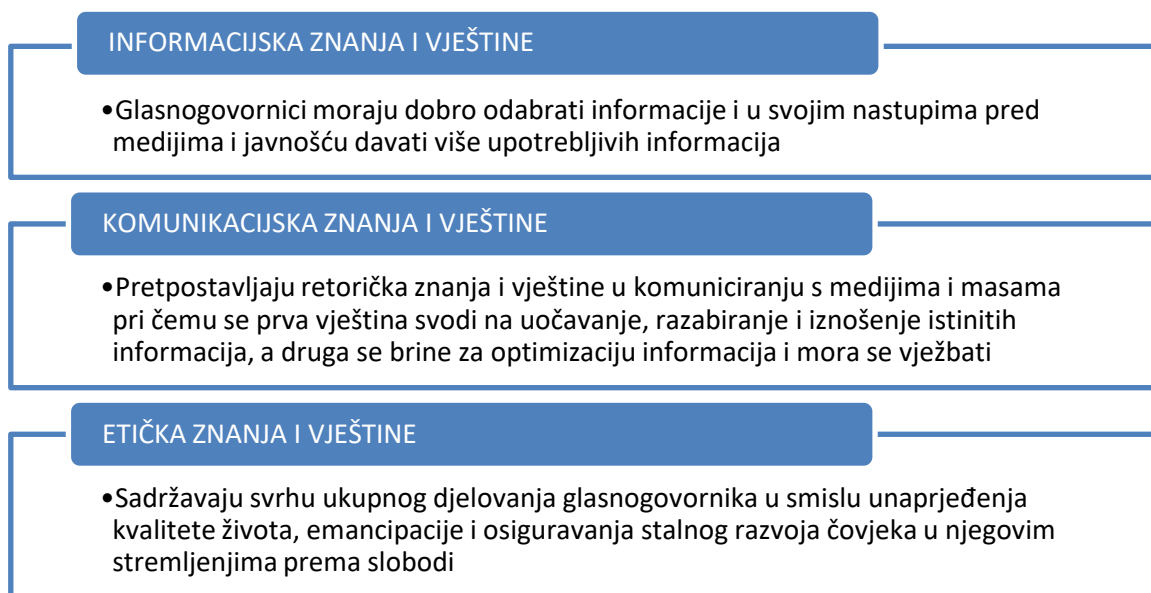 INFORMACIJSKA ZNANJA I VJEŠTINE
•Glasnogovornici moraju dobro odabrati informacije i u svojim nastupima pred
medijima i javnošću davati više upotrebljivih informacija
KOMUNIKACIJSKA ZNANJA I VJEŠTINE
•Pretpostavljaju retorička znanja i vještine u komuniciranju s medijima i masama
pri čemu se prva vještina svodi na uočavanje, razabiranje i iznošenje istinitih
informacija, a druga se brine za optimizaciju informacija i mora se vježbati
ETIČKA ZNANJA I VJEŠTINE
•Sadržavaju svrhu ukupnog djelovanja glasnogovornika u smislu unaprjeđenja
kvalitete života, emancipacije i osiguravanja stalnog razvoja čovjeka u njegovim
stremljenjima prema slobodi